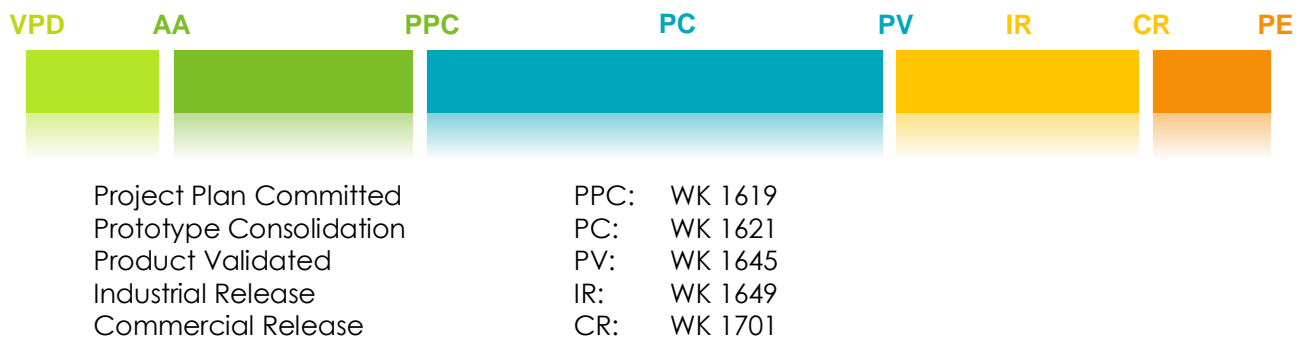 VPD AA PPC PC PV IR CR PE
Project Plan Committed PPC: WK 1619
Prototype Consolidation PC: WK 1621
Product Validated PV: WK 1645
Industrial Release IR: WK 1649
Commercial Release CR: WK 1701